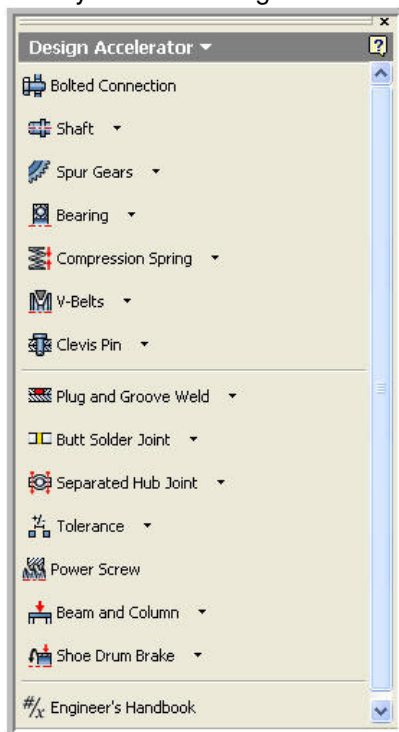 Design Accelerator
Bolted Connection
Shaft
Spur Gears
Bearing
Compression Spring
V-Belts
Clevis Pin
Plug and Groove Weld
Butt Solder Joint
Separated Hub Joint
+/- Tolerance
Power Screw
Beam and Column
Shoe Drum Brake
#/x Engineer's Handbook